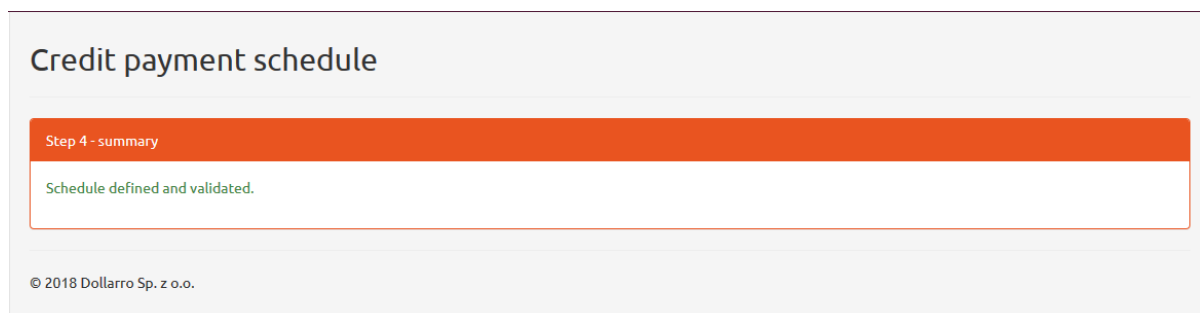 Credit payment schedule
Step 4 - summary
Schedule defined and validated.
© 2018 Dollarro Sp. z o.o.